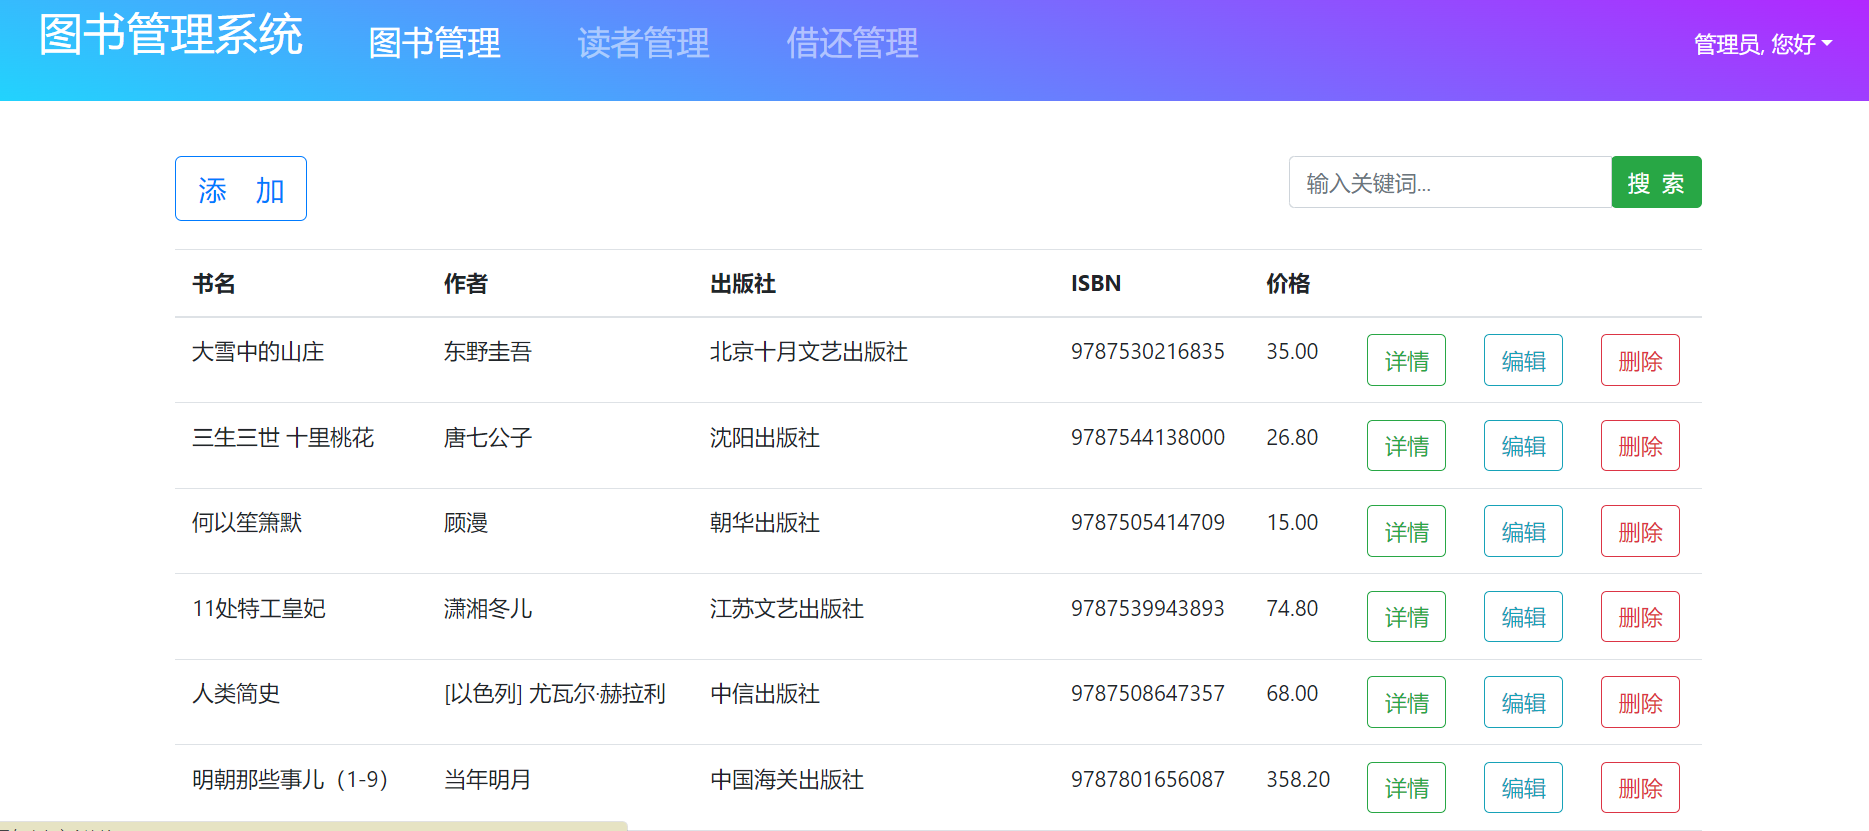 图书管理系统 图书管理 读者管理 借还管理 管理员, 您好
添 加 输入关键词... 搜 索
书名 作者 出版社 ISBN 价格
大雪中的山庄 东野圭吾 北京十月文艺出版社 9787530216835 35.00 详情 编辑 删除
三生三世 十里桃花 唐七公子 沈阳出版社 9787544138000 26.80 详情 编辑 删除
何以笙箫默 顾漫 朝华出版社 9787505414709 15.00 详情 编辑 删除
11处特工皇妃 潇湘冬儿 江苏文艺出版社 9787539943893 74.80 详情 编辑 删除
人类简史 [以色列] 尤瓦尔·赫拉利 中信出版社 9787508647357 68.00 详情 编辑 删除
明朝那些事儿（1-9） 当年明月 中国海关出版社 9787801656087 358.20 详情 编辑 删除